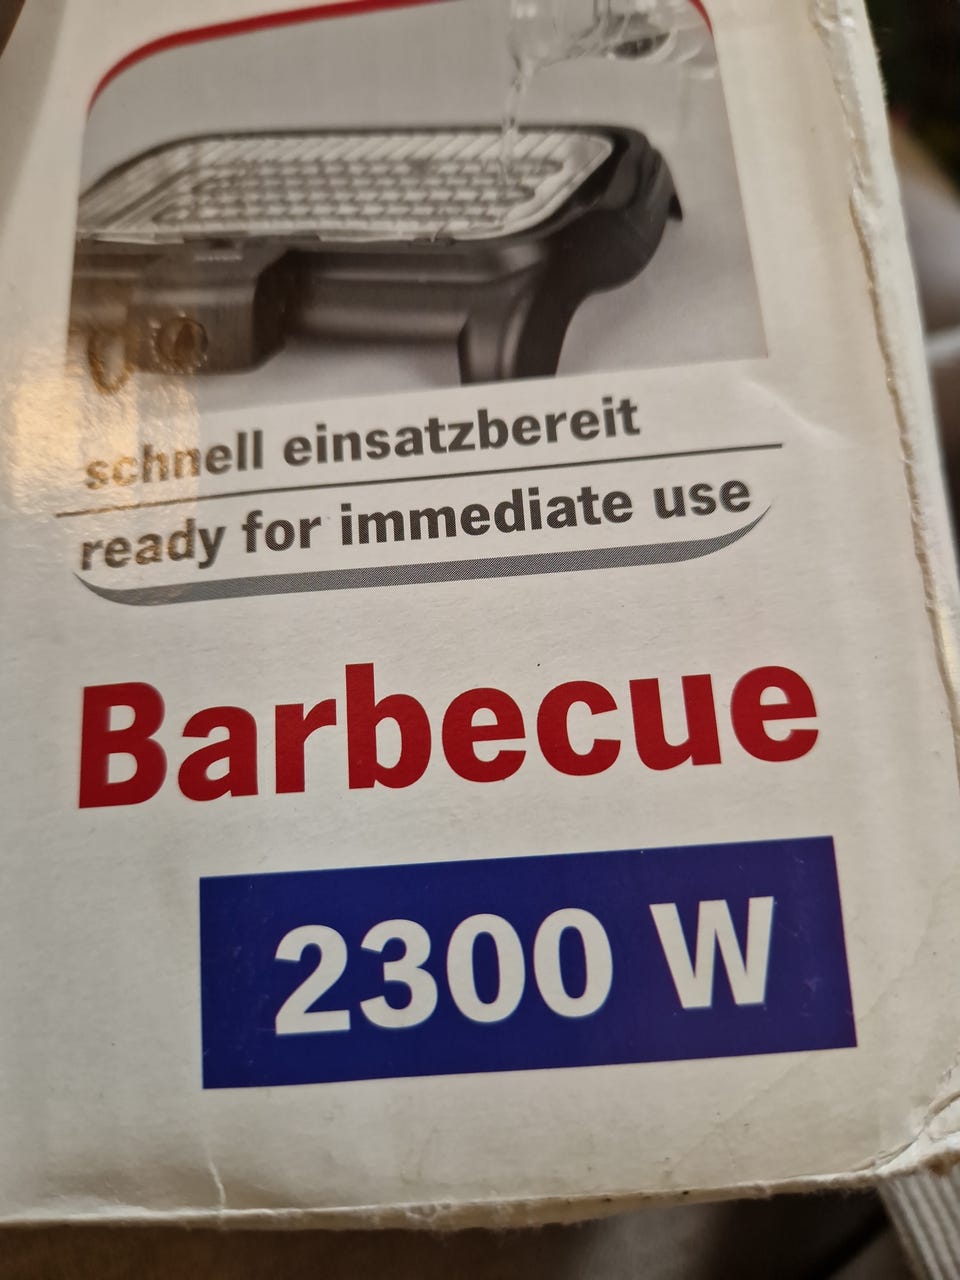 schnell einsatzbereit
ready for immediate use
Barbecue
2300 W